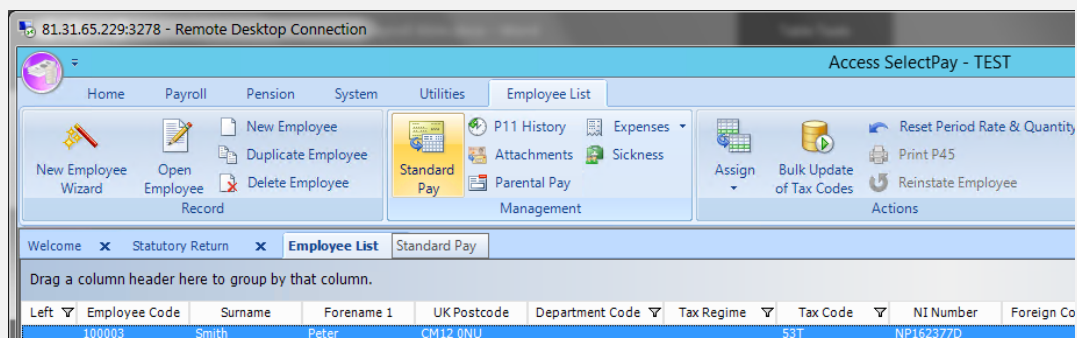 81.31.65.229:3278 - Remote Desktop Connection
Access SelectPay - TEST
Home Payroll Pension System Utilities Employee List
New Employee P11 History Expenses Reset Period Rate & Quantity
Duplicate Employee Attachments Sickness Print P45
New Employee Wizard Open Employee Delete Employee Standard Pay Parental Pay Assign Bulk Update of Tax Codes Reinstate Employee
Record Management Actions
Welcome x Statutory Return x Employee List Standard Pay
Drag a column header here to group by that column.
Left Employee Code Surname Forename 1 UK Postcode Department Code Tax Regime Tax Code NI Number Foreign Co
100003 Smith Peter CM12 0NU 53T NP162377D